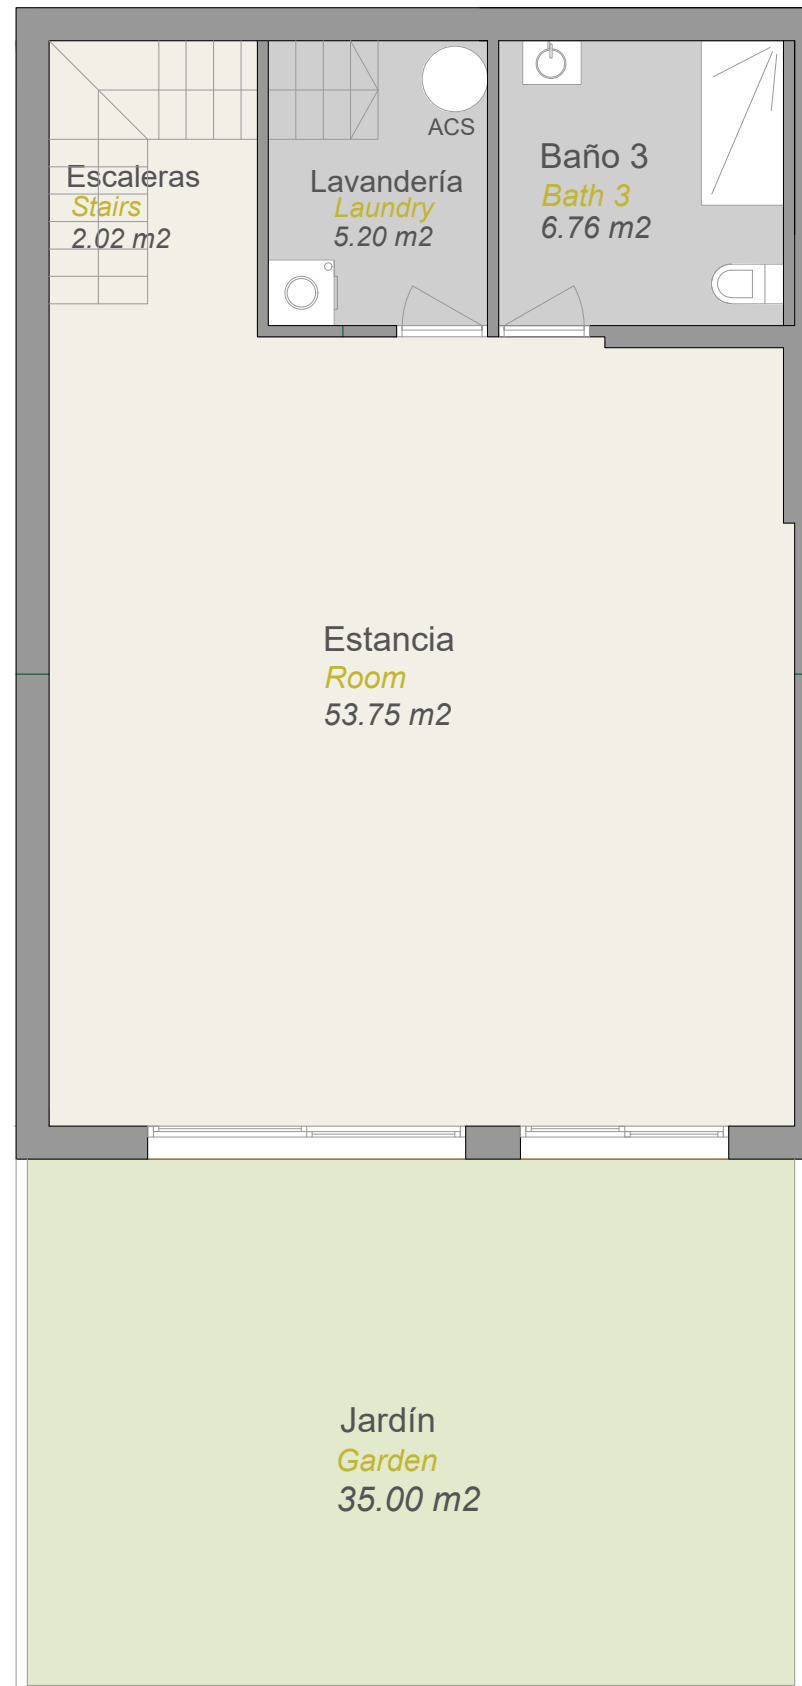 Escaleras
Stairs
2.02 m2
ACS
Lavandería
Laundry
5.20 m2
Baño 3
Bath 3
6.76 m2
Estancia
Room
53.75 m2
Jardín
Garden
35.00 m2